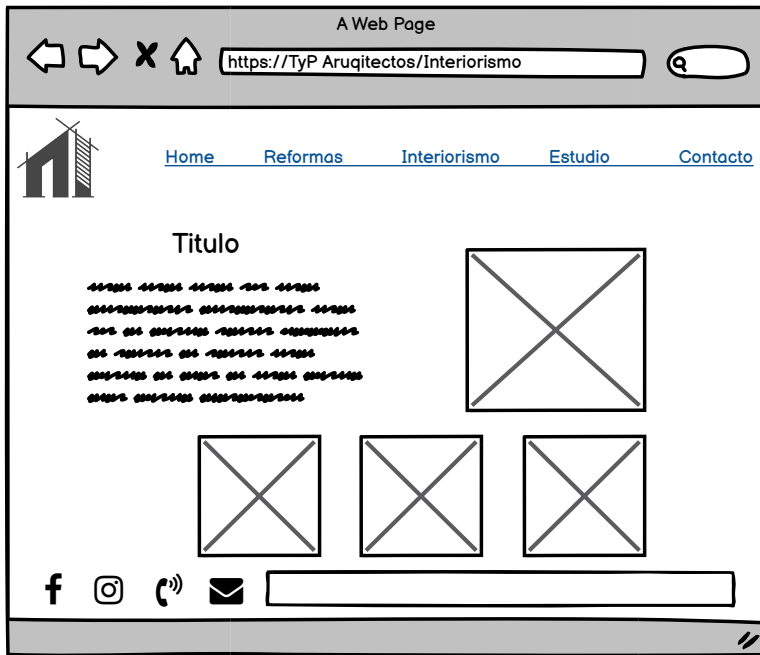 A Web Page
https://TyP Aruqitectos/Interiorismo
Home Reformas Interiorismo Estudio Contacto
Titulo